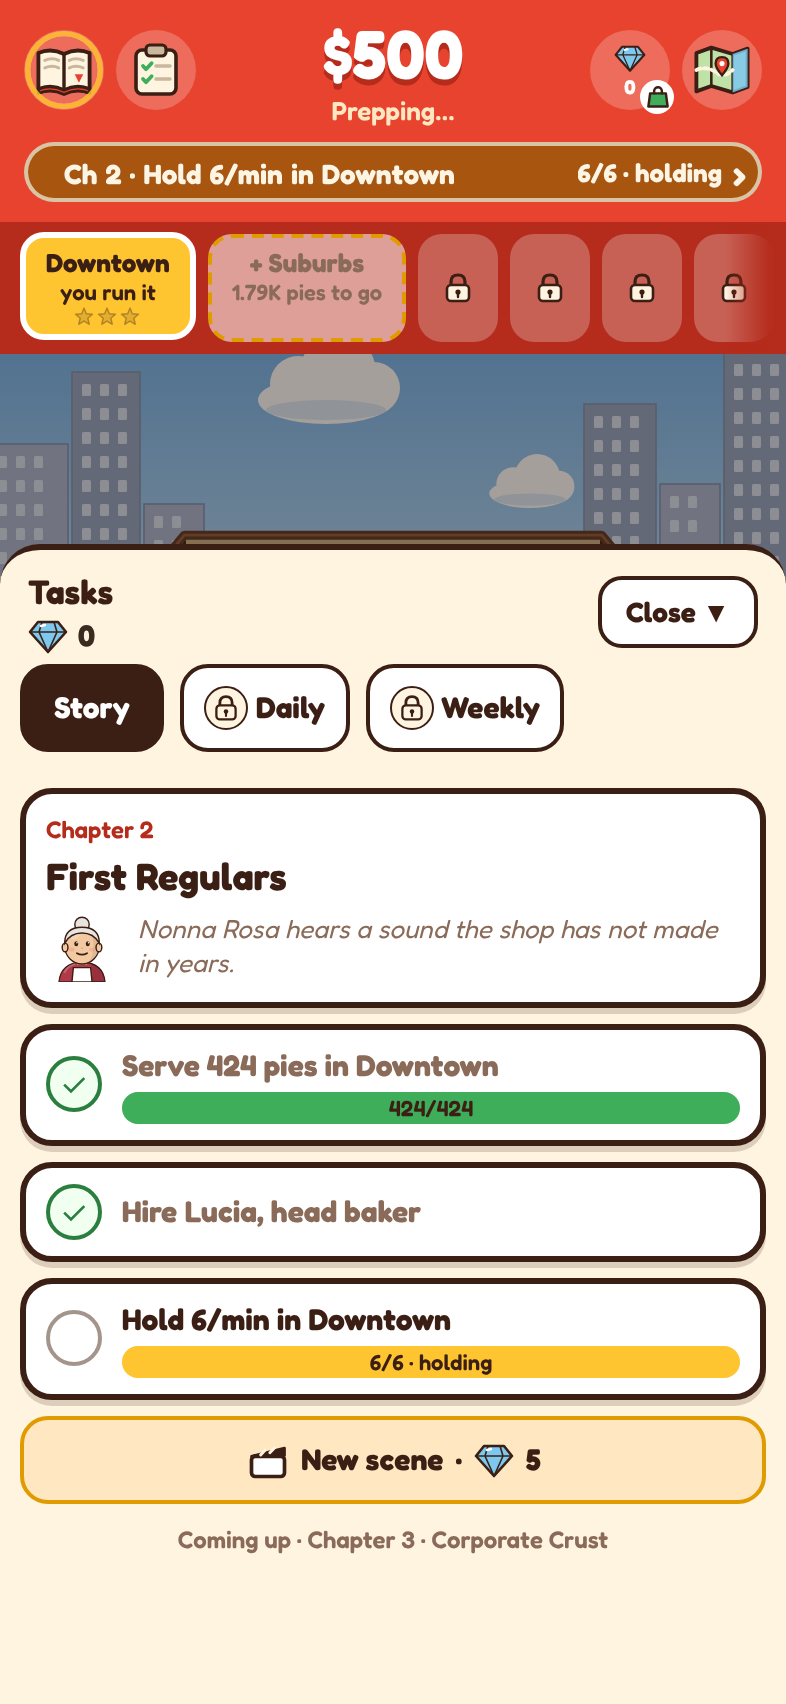 $500
Prepping...
0
Ch 2 · Hold 6/min in Downtown
6/6 · holding
Downtown
you run it
+ Suburbs
1.79K pies to go
Tasks
0
Close ▼
Story
Daily
Weekly
Chapter 2
First Regulars
Nonna Rosa hears a sound the shop has not made
in years.
Serve 424 pies in Downtown
424/424
Hire Lucia, head baker
Hold 6/min in Downtown
6/6 · holding
New scene · 5
Coming up · Chapter 3 · Corporate Crust